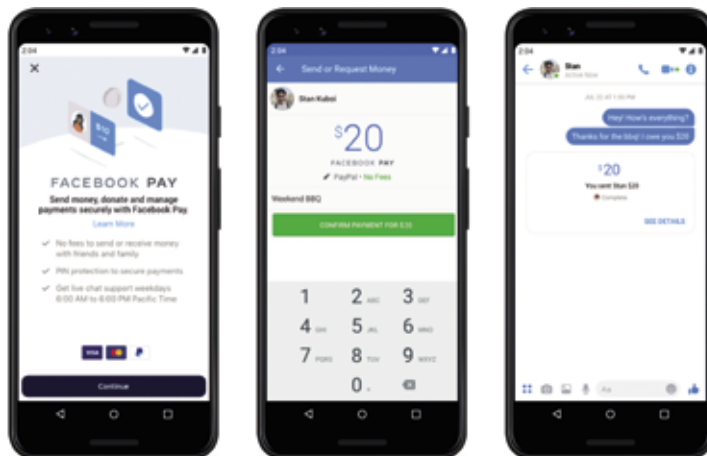 2:04
FACEBOOK PAY
Send money, donate and manage
payments securely with Facebook Pay.
Learn More
No fees to send or receive money
with friends and family
PIN protection to secure payments
Get live chat support weekdays
6:00 AM to 6:00 PM Pacific Time
VISA
Continue
2:04
Send or Request Money
Stan Kuboi
$20
FACEBOOK PAY
PayPal • No Fees
Weekend BBQ
CONFIRM PAYMENT FOR $20
1
2 ABC
3 DEF
4 GHI
5 JKL
6 MNO
7 PQRS
8 TUV
9 WXYZ
0
2:04
Stan
Active Now
Hey! How's everything?
Thanks for the bbq! I owe you $20
$20
You sent Stan $20
Complete
SEE DETAILS
Aa